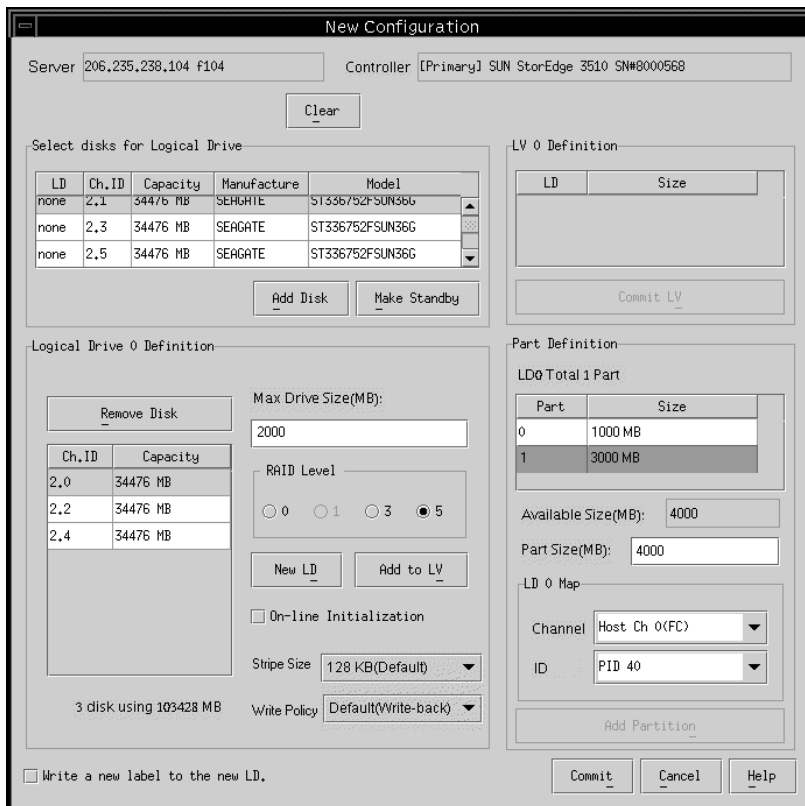 New Configuration
Server 206.235.238.104 f104 Controller [Primary] SUN StorEdge 3510 SN#8000568
Clear
Select disks for Logical Drive
LD Ch.ID Capacity Manufacture Model
none 2.1 34476 MB SEAGATE ST336752FSUN36G
none 2.3 34476 MB SEAGATE ST336752FSUN36G
none 2.5 34476 MB SEAGATE ST336752FSUN36G
Add Disk Make Standby
LV 0 Definition
LD Size
Commit LV
Logical Drive 0 Definition
Remove Disk
Ch.ID Capacity
2.0 34476 MB
2.2 34476 MB
2.4 34476 MB
3 disk using 103428 MB
Max Drive Size(MB):
2000
RAID Level
0 1 3 5
New LD Add to LV
On-line Initialization
Stripe Size 128 KB(Default)
Write Policy Default(Write-back)
Part Definition
LD0 Total 1 Part
Part Size
0 1000 MB
1 3000 MB
Available Size(MB): 4000
Part Size(MB): 4000
LD 0 Map
Channel Host Ch 0(FC)
ID PID 40
Add Partition
Write a new label to the new LD.
Commit Cancel Help